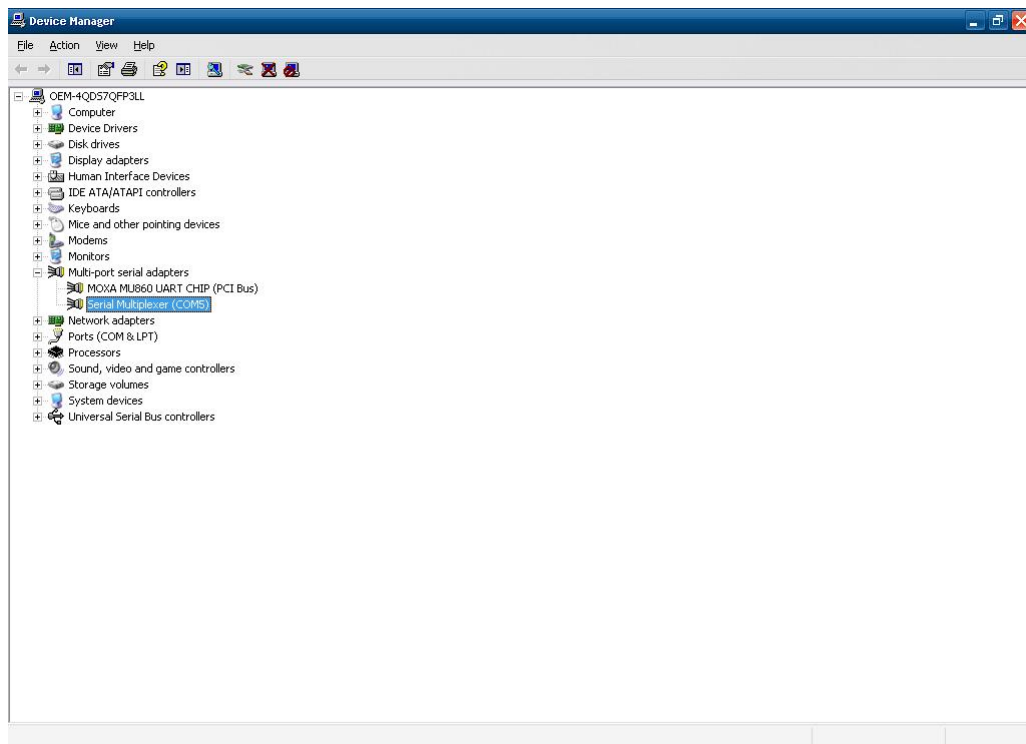 Device Manager
File Action View Help
OEM-4QDS7QFP3LL
Computer
Device Drivers
Disk drives
Display adapters
Human Interface Devices
IDE ATA/ATAPI controllers
Keyboards
Mice and other pointing devices
Modems
Monitors
Multi-port serial adapters
MOXA MU860 UART CHIP (PCI Bus)
Serial Multiplexer (COM5)
Network adapters
Ports (COM & LPT)
Processors
Sound, video and game controllers
Storage volumes
System devices
Universal Serial Bus controllers